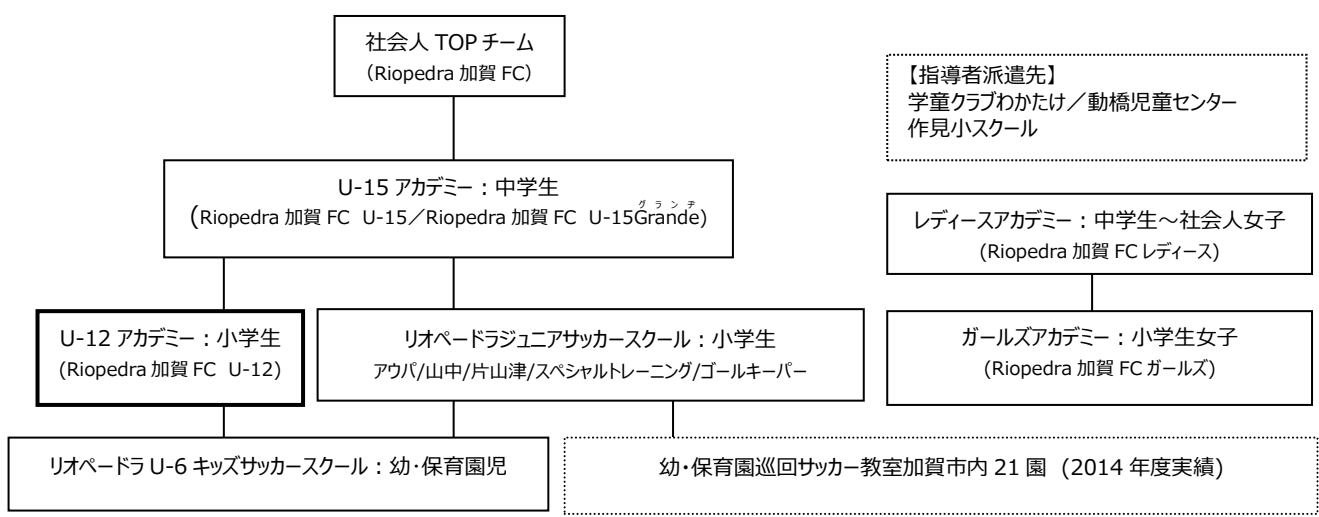 社会人 TOP チーム
（Riopedra 加賀 FC）
【指導者派遣先】
学童クラブわかたけ／動橋児童センター
作見小スクール
U-15 アカデミー：中学生
(Riopedra 加賀 FC U-15／Riopedra 加賀 FC U-15Grande)
グランデ
レディースアカデミー：中学生～社会人女子
(Riopedra 加賀 FC レディース)
U-12 アカデミー：小学生
(Riopedra 加賀 FC U-12)
リオペードラジュニアサッカースクール：小学生
アウパ/山中/片山津/スペシャルトレーニング/ゴールキーパー
ガールズアカデミー：小学生女子
(Riopedra 加賀 FC ガールズ)
リオペードラ U-6 キッズサッカースクール：幼・保育園児
幼・保育園巡回サッカー教室加賀市内 21 園 (2014 年度実績)